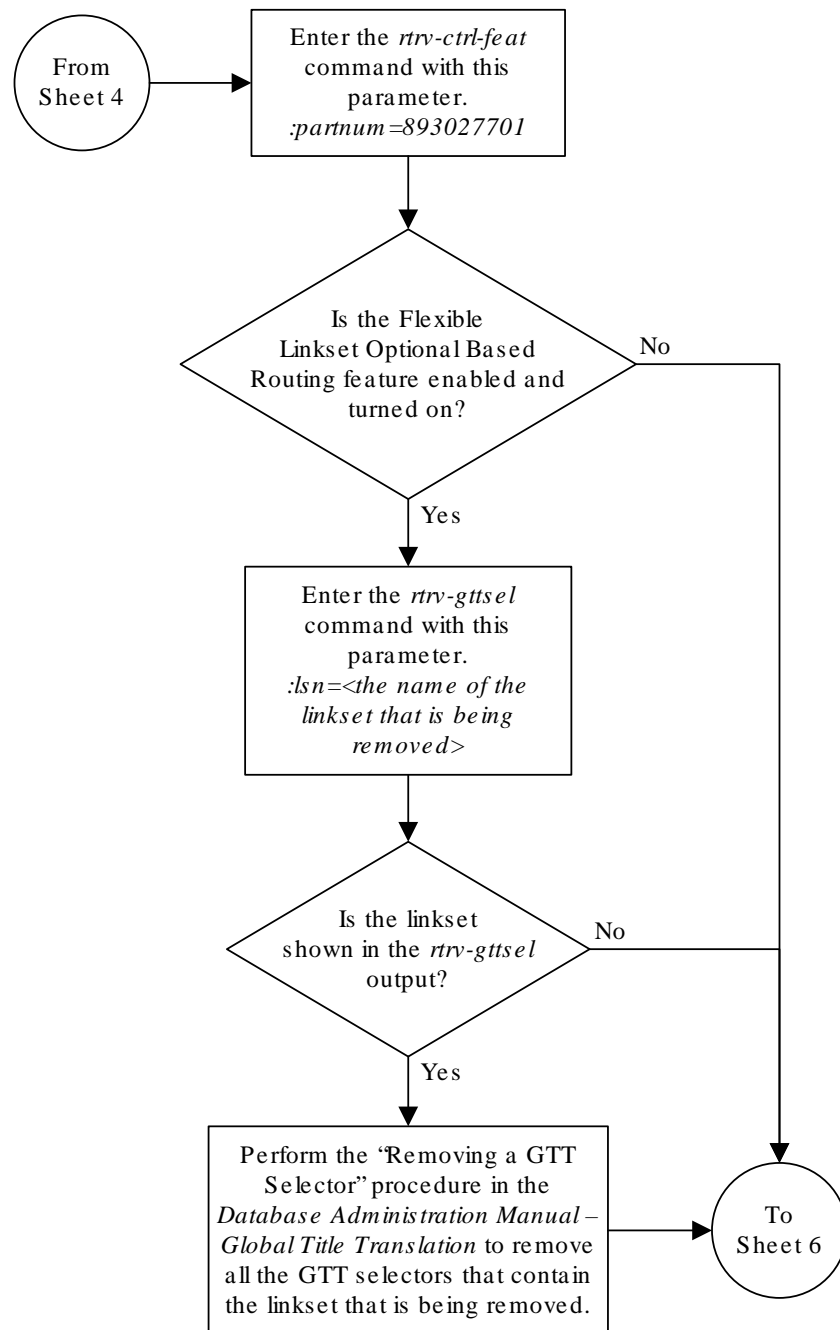 From
Sheet 4
Enter the rtrv-ctrl-feat
command with this
parameter.
:partnum=893027701
Is the Flexible
Linkset Optional Based
Routing feature enabled and
turned on?
No
Yes
Enter the rtrv-gttsel
command with this
parameter.
:lsn=<the name of the
linkset that is being
removed>
Is the linkset
shown in the rtrv-gttsel
output?
No
Yes
Perform the “Removing a GTT
Selector” procedure in the
Database Administration Manual –
Global Title Translation to remove
all the GTT selectors that contain
the linkset that is being removed.
To
Sheet 6